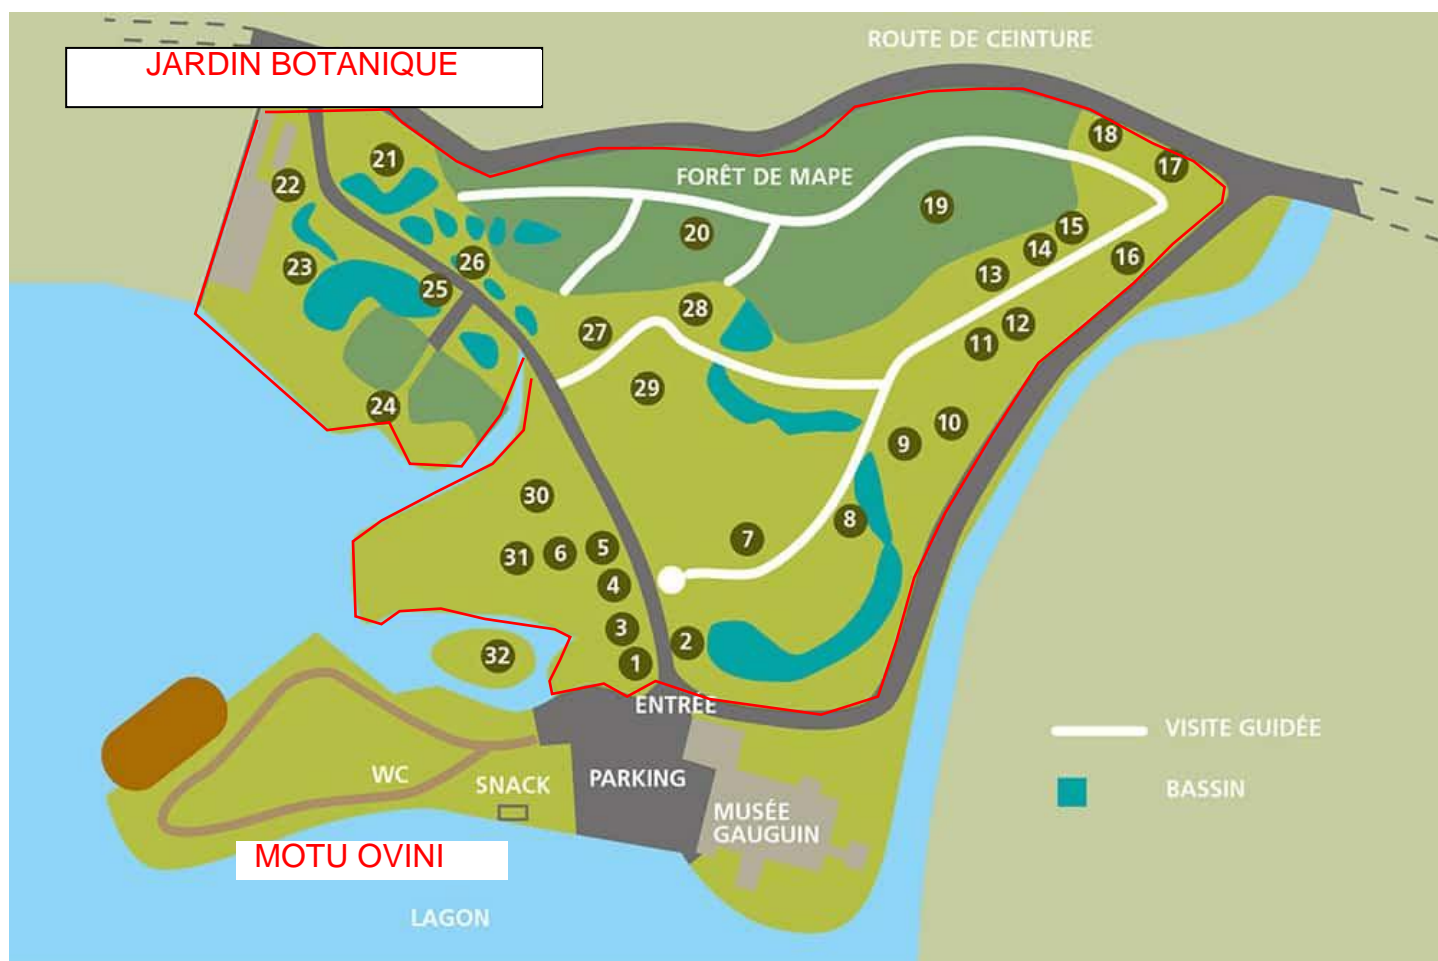 ROUTE DE CEINTURE
JARDIN BOTANIQUE
18
21
17
FORÊT DE MAPE
22
19
15
20
14
16
26
23
13
25
28
12
27
11
29
24
10
9
30
8
7
5
6
31
4
3
2
32
1
ENTRÉE
VISITE GUIDÉE
WC
PARKING
SNACK
BASSIN
MUSÉE
GAUGUIN
MOTU OVINI
LAGON